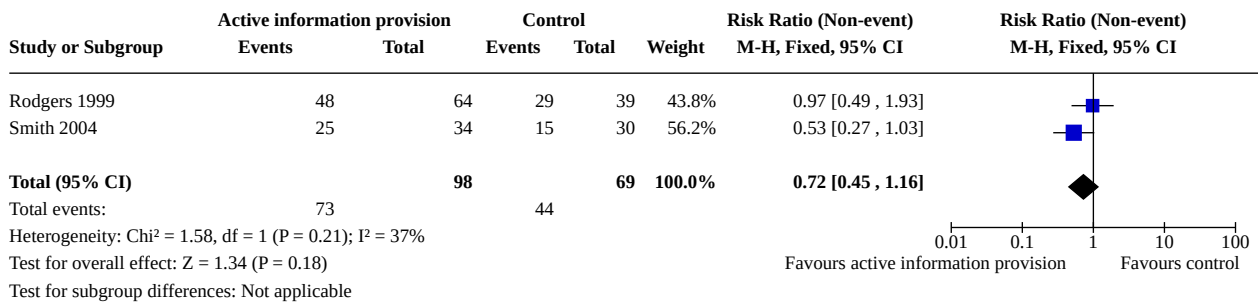 Active information provision Control Risk Ratio (Non-event) Risk Ratio (Non-event)
Study or Subgroup Events Total Events Total Weight M-H, Fixed, 95% CI M-H, Fixed, 95% CI
Rodgers 1999 48 64 29 39 43.8% 0.97 [0.49 , 1.93]
Smith 2004 25 34 15 30 56.2% 0.53 [0.27 , 1.03]
Total (95% CI) 98 69 100.0% 0.72 [0.45 , 1.16]
Total events: 73 44
Heterogeneity: Chi² = 1.58, df = 1 (P = 0.21); I² = 37%
0.01 0.1 1 10 100
Test for overall effect: Z = 1.34 (P = 0.18) Favours active information provision Favours control
Test for subgroup differences: Not applicable